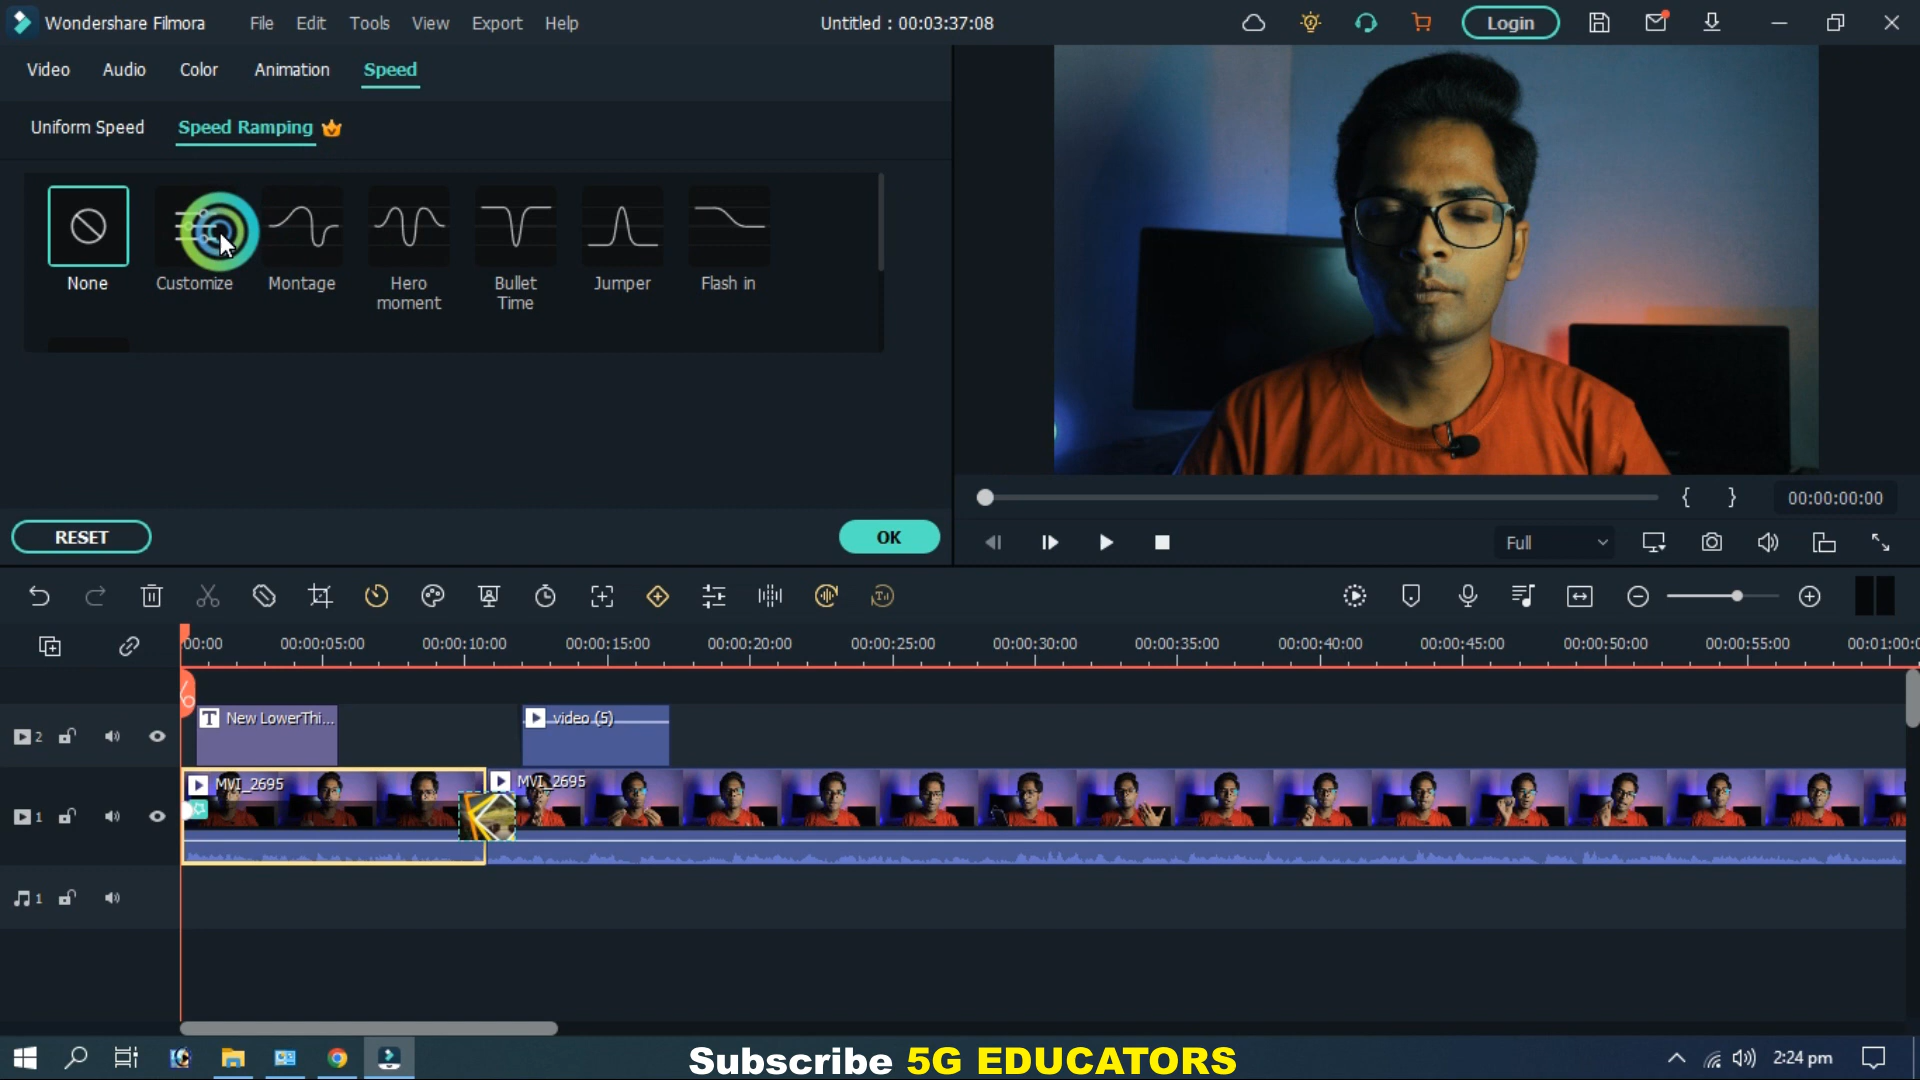 Wondershare Filmora File Edit Tools View Export Help Untitled : 00:03:37:08 Login
Video Audio Color Animation Speed
Uniform Speed Speed Ramping
None Customize Montage Hero moment Bullet Time Jumper Flash in
{ } 00:00:00:00
RESET OK Full
00:00 00:00:05:00 00:00:10:00 00:00:15:00 00:00:20:00 00:00:25:00 00:00:30:00 00:00:35:00 00:00:40:00 00:00:45:00 00:00:50:00 00:00:55:00 00:01:00:0
2 T New LowerThi... video (5)
MVI_2695 MVI_2695
1
1
Subscribe 5G EDUCATORS 2:24 pm